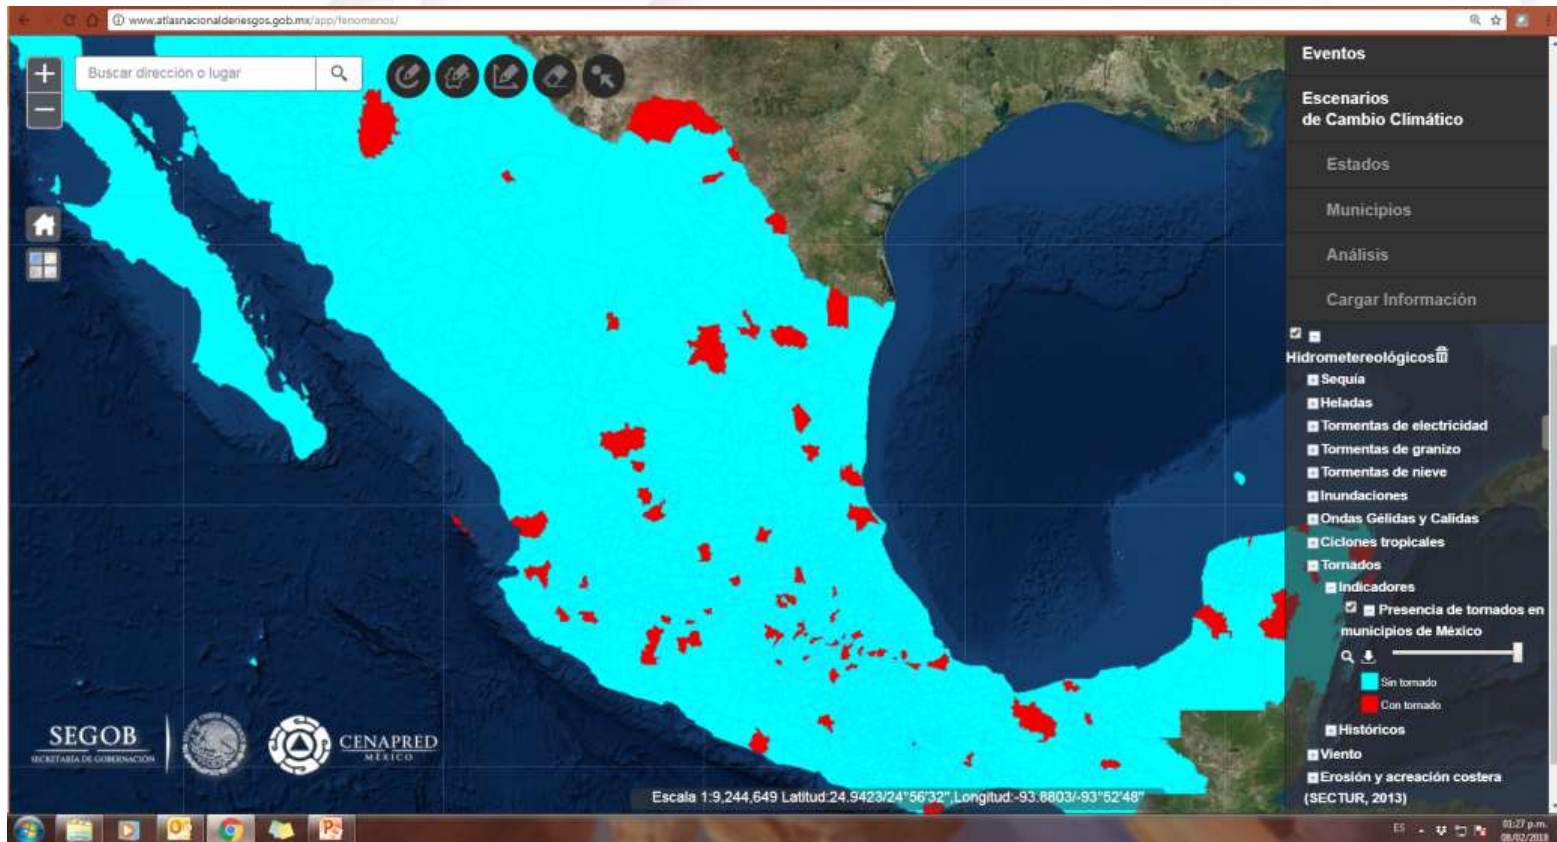 www.atlasnacionalderiesgos.gob.mx/app/fenomenos/
+
Buscar dirección o lugar
−
Eventos
Escenarios
de Cambio Climático
Estados
Municipios
Análisis
Cargar Información
Hidrometereológicos
Sequía
Heladas
Tormentas de electricidad
Tormentas de granizo
Tormentas de nieve
Inundaciones
Ondas Gélidas y Calidas
Ciclones tropicales
Tornados
Indicadores
Presencia de tornados en
municipios de México
Sin tornado
Con tornado
Históricos
Viento
Erosión y acreación costera
(SECTUR, 2013)
SEGOB
SECRETARÍA DE GOBERNACIÓN
CENAPRED
MÉXICO
Escala 1:9,244,649 Latitud:24.9423/24°56'32",Longitud:-93.8803/-93°52'48"
ES
01:27 p.m.
08/02/2018